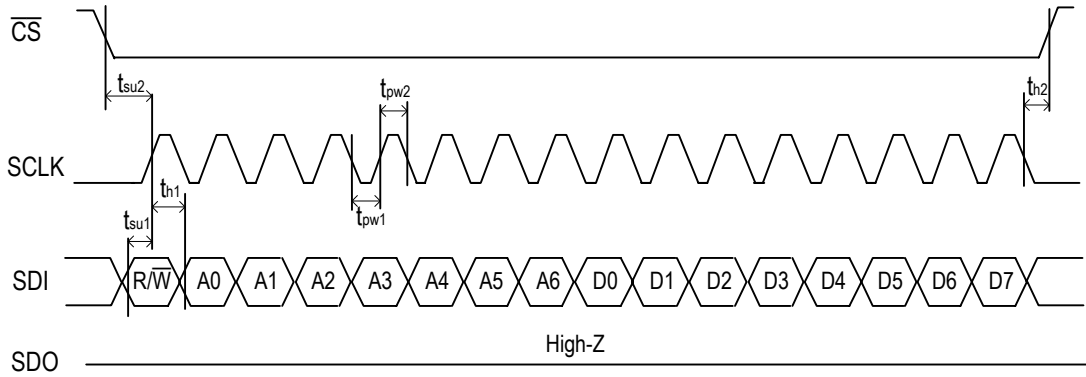 C̅S̅
tsu2
tpw2
th2
SCLK
th1
tpw1
tsu1
SDI
R/W̅ A0 A1 A2 A3 A4 A5 A6 D0 D1 D2 D3 D4 D5 D6 D7
High-Z
SDO